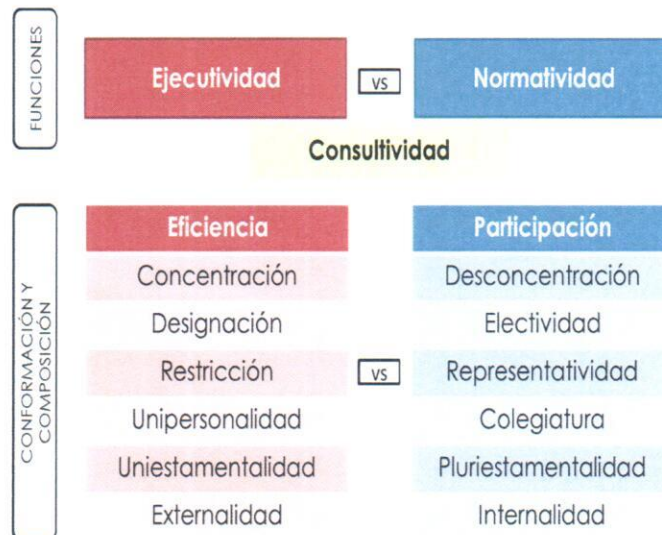 FUNCIONES
Ejecutividad vs Normatividad
Consultividad
CONFORMACIÓN Y
COMPOSICIÓN
Eficiencia Participación
Concentración Desconcentración
Designación Electividad
Restricción vs Representatividad
Unipersonalidad Colegiatura
Uniestamentalidad Pluriestamentalidad
Externalidad Internalidad